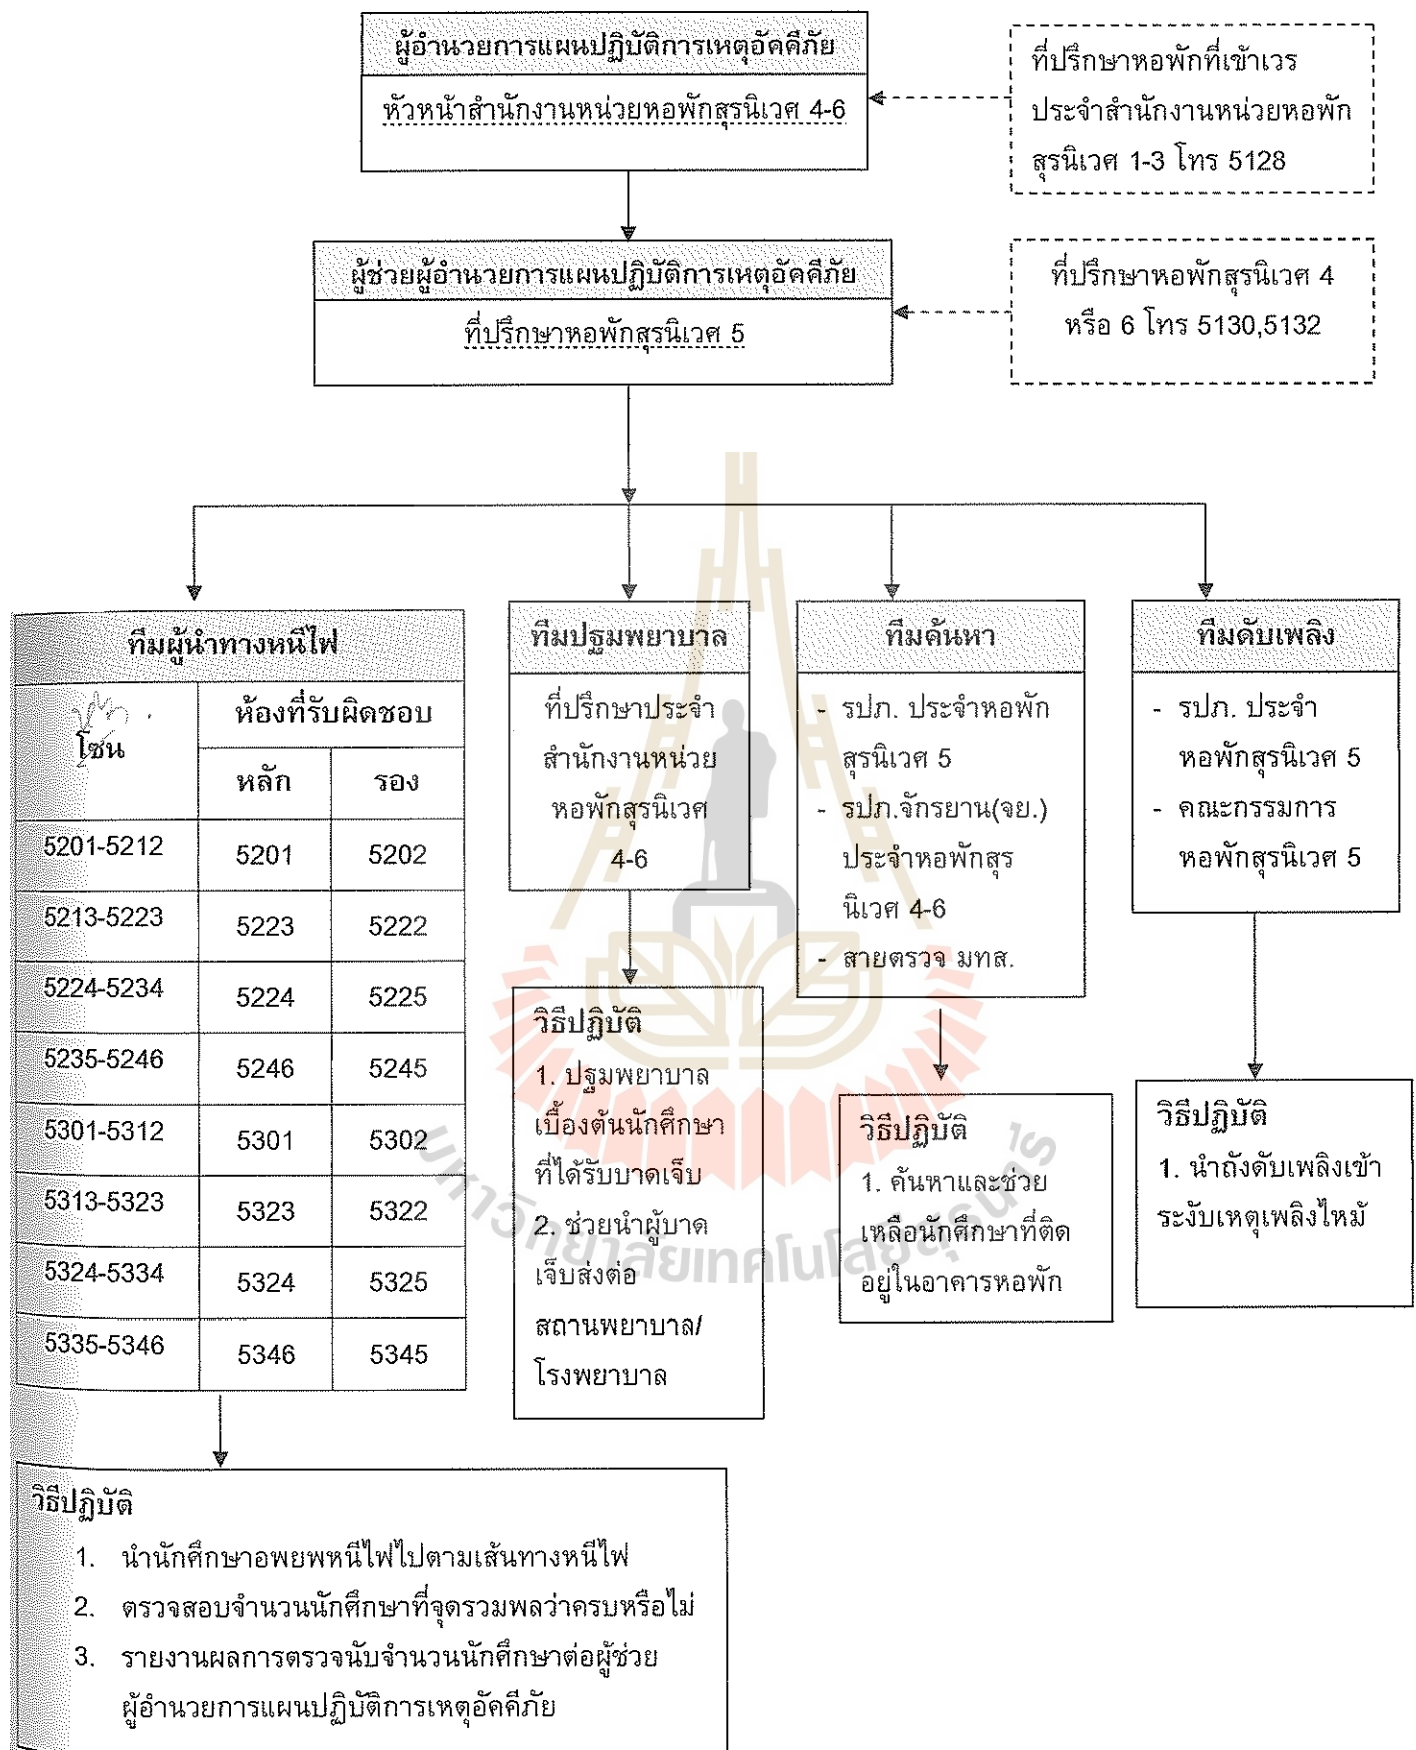 ผู้อำนวยการแผนปฏิบัติการเหตุอัคคีภัย
หัวหน้าสำนักงานหน่วยหอพักสุรนิเวศ 4-6
ที่ปรึกษาหอพักที่เข้าเวร
ประจำสำนักงานหน่วยหอพัก
สุรนิเวศ 1-3 โทร 5128
ผู้ช่วยผู้อำนวยการแผนปฏิบัติการเหตุอัคคีภัย
ที่ปรึกษาหอพักสุรนิเวศ 5
ที่ปรึกษาหอพักสุรนิเวศ 4
หรือ 6 โทร 5130,5132
ทีมผู้นำทางหนีไฟ
โซน
ห้องที่รับผิดชอบ
หลัก รอง
5201-5212 5201 5202
5213-5223 5223 5222
5224-5234 5224 5225
5235-5246 5246 5245
5301-5312 5301 5302
5313-5323 5323 5322
5324-5334 5324 5325
5335-5346 5346 5345
วิธีปฏิบัติ
1. นำนักศึกษาอพยพหนีไฟไปตามเส้นทางหนีไฟ
2. ตรวจสอบจำนวนนักศึกษาที่จุดรวมพลว่าครบหรือไม่
3. รายงานผลการตรวจนับจำนวนนักศึกษาต่อผู้ช่วย
ผู้อำนวยการแผนปฏิบัติการเหตุอัคคีภัย
ทีมปฐมพยาบาล
ที่ปรึกษาประจำ
สำนักงานหน่วย
หอพักสุรนิเวศ
4-6
วิธีปฏิบัติ
1. ปฐมพยาบาล
เบื้องต้นนักศึกษา
ที่ได้รับบาดเจ็บ
2. ช่วยนำผู้บาด
เจ็บส่งต่อ
สถานพยาบาล/
โรงพยาบาล
ทีมค้นหา
- รปภ. ประจำหอพัก
สุรนิเวศ 5
- รปภ.จักรยาน(จย.)
ประจำหอพักสุร
นิเวศ 4-6
- สายตรวจ มทส.
วิธีปฏิบัติ
1. ค้นหาและช่วย
เหลือนักศึกษาที่ติด
อยู่ในอาคารหอพัก
ทีมดับเพลิง
- รปภ. ประจำ
หอพักสุรนิเวศ 5
- คณะกรรมการ
หอพักสุรนิเวศ 5
วิธีปฏิบัติ
1. นำถังดับเพลิงเข้า
ระงับเหตุเพลิงไหม้
มหาวิทยาลัยเทคโนโลยีสุรนารี